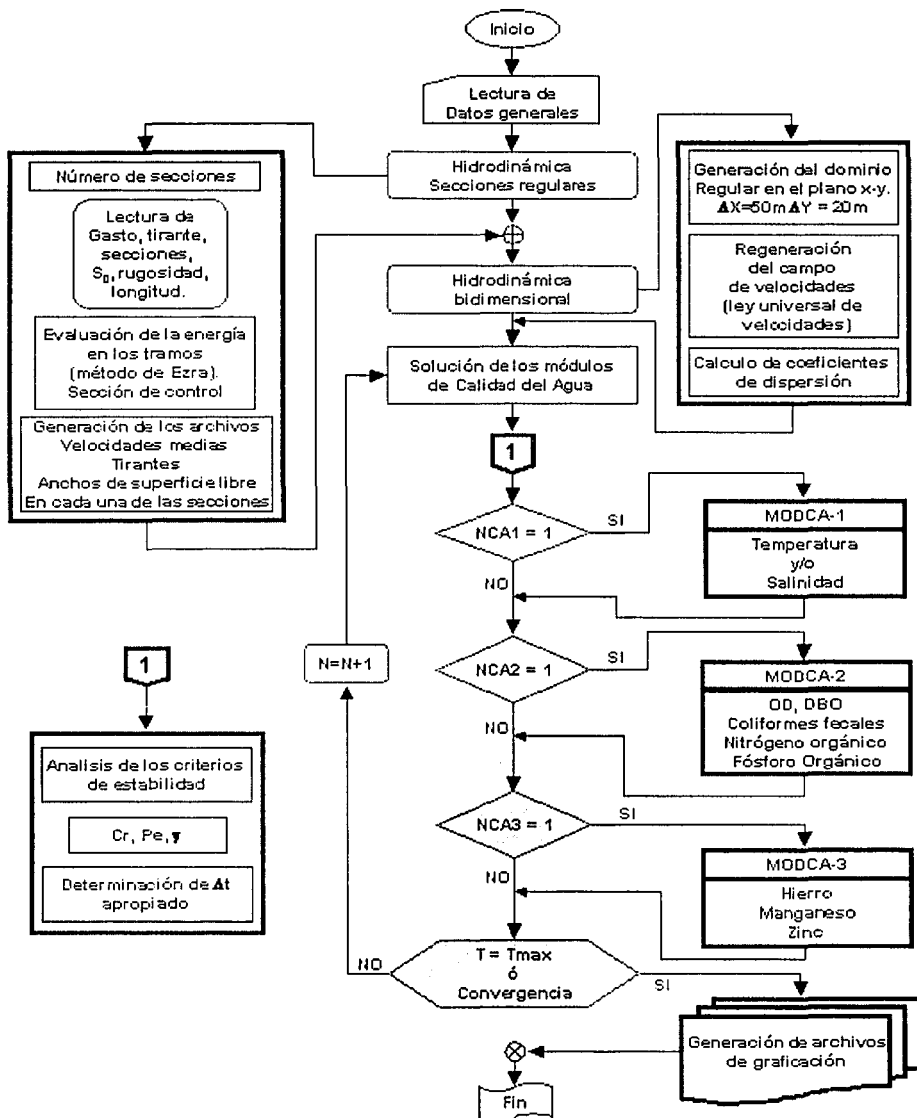 Inicio
Lectura de
Datos generales
Hidrodinámica
Secciones regulares
Número de secciones
Lectura de
Gasto, tirante,
secciones,
S₀, rugosidad,
longitud.
Evaluación de la energía
en los tramos
(método de Ezra).
Sección de control
Generación de los archivos
Velocidades medias
Tirantes
Anchos de superficie libre
En cada una de las secciones
Hidrodinámica
bidimensional
Generación del dominio
Regular en el plano x-y.
ΔX=50m ΔY = 20m
Regeneración
del campo
de velocidades
(ley universal de
velocidades)
Calculo de coeficientes
de dispersión
Solución de los módulos
de Calidad del Agua
1
NCA1 = 1
SI
NO
MODCA-1
Temperatura
y/o
Salinidad
NCA2 = 1
SI
NO
MODCA-2
OD, DBO
Coliformes fecales
Nitrógeno orgánico
Fósforo Orgánico
NCA3 = 1
SI
NO
MODCA-3
Hierro
Manganeso
Zinc
N=N+1
1
Analisis de los criterios
de estabilidad
Cr, Pe,
Determinación de Δt
apropiado
T = Tmax
ó
Convergencia
NO
SI
Generación de archivos
de graficación
Fin